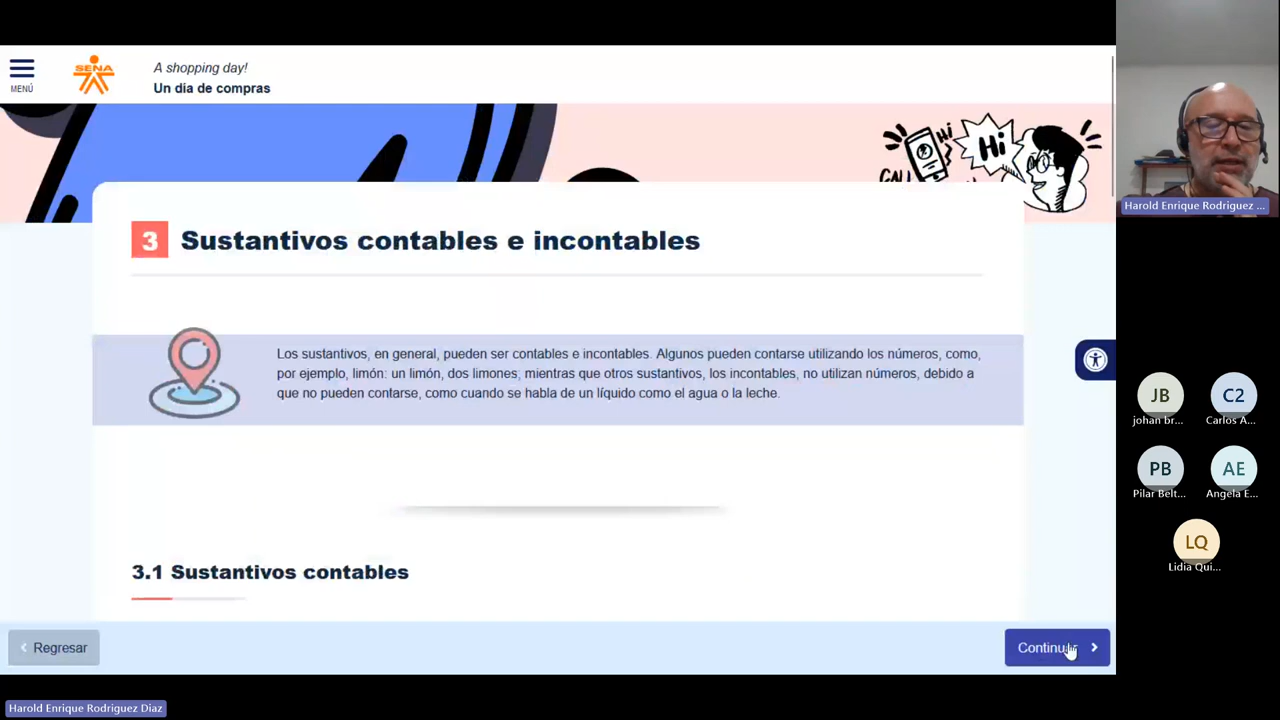 MENÚ
SENA
A shopping day!
Un dia de compras
Hi
Hi
CALL
3 Sustantivos contables e incontables
Los sustantivos, en general, pueden ser contables e incontables. Algunos pueden contarse utilizando los números, como,
por ejemplo, limón: un limón, dos limones; mientras que otros sustantivos, los incontables, no utilizan números, debido a
que no pueden contarse, como cuando se habla de un líquido como el agua o la leche.
3.1 Sustantivos contables
Regresar
Continuar
Harold Enrique Rodriguez ...
JB
johan br...
C2
Carlos A...
PB
Pilar Belt...
AE
Angela E...
LQ
Lidia Qui...
Harold Enrique Rodriguez Diaz